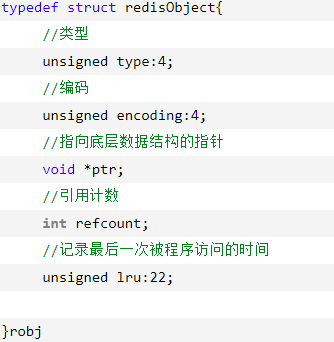 typedef struct redisObject{
//类型
unsigned type:4;
//编码
unsigned encoding:4;
//指向底层数据结构的指针
void *ptr;
//引用计数
int refcount;
//记录最后一次被程序访问的时间
unsigned lru:22;
}robj